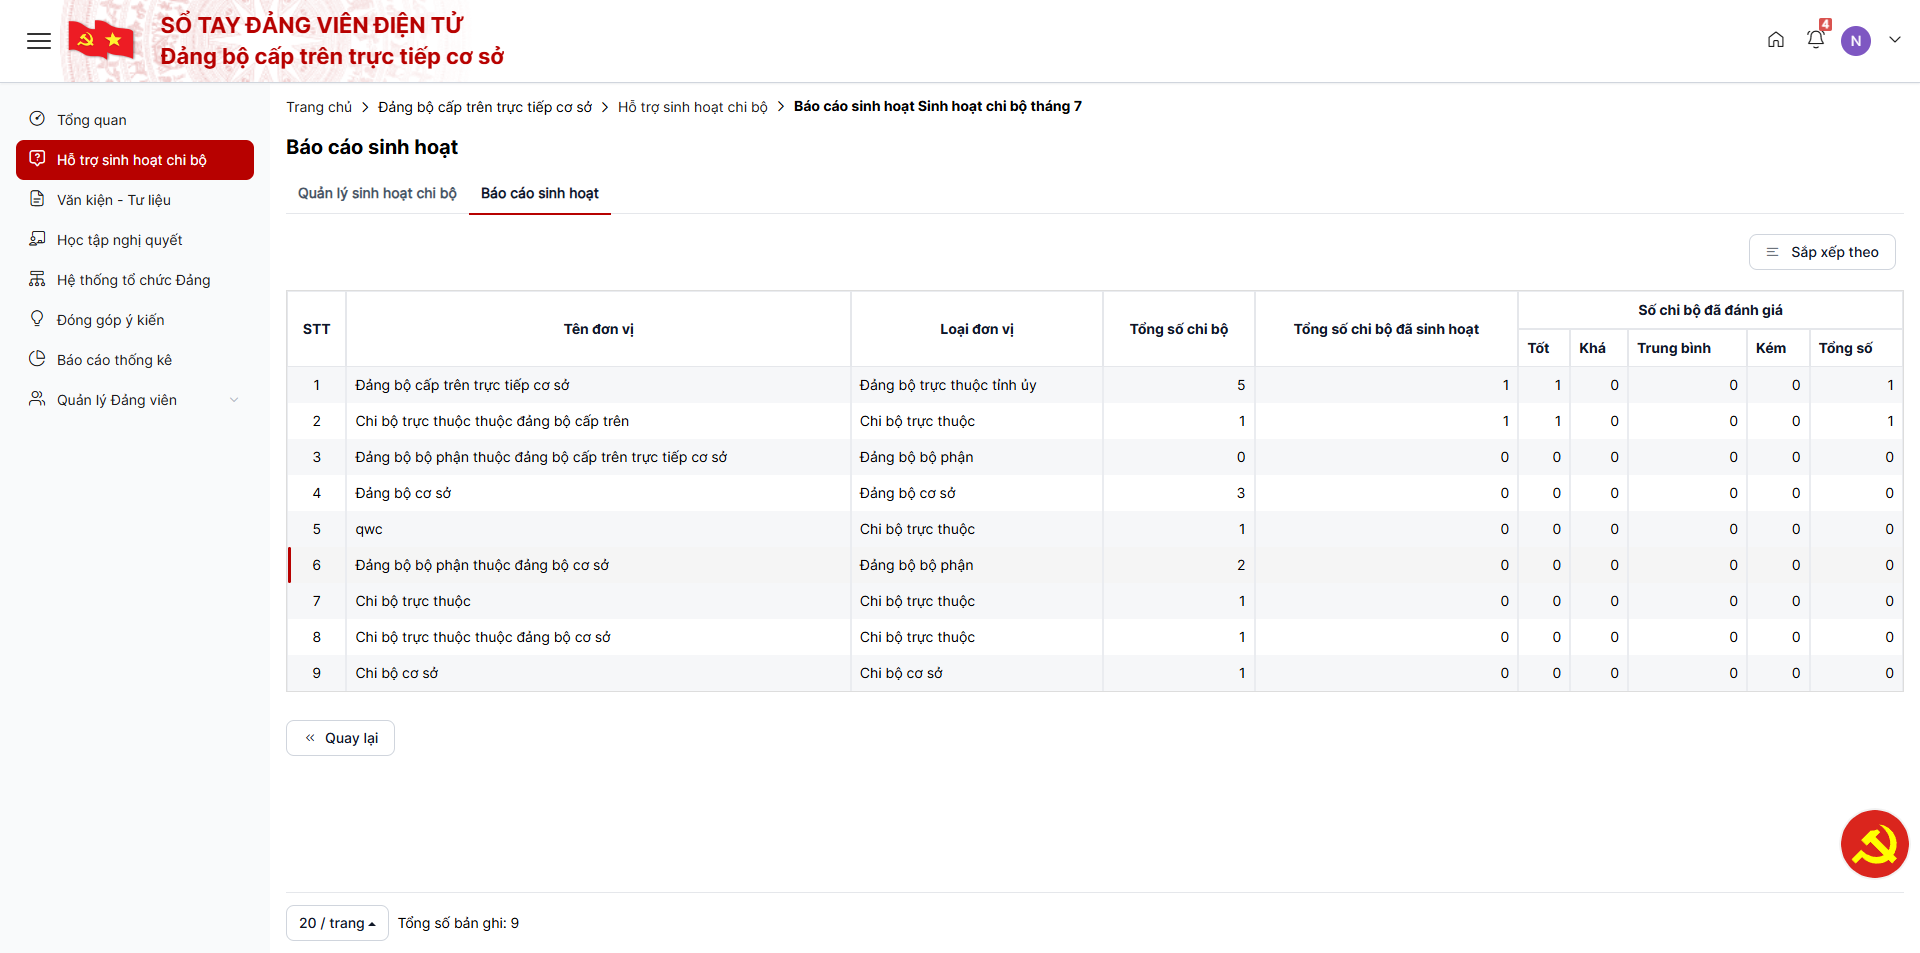 SỔ TAY ĐẢNG VIÊN ĐIỆN TỬ
Đảng bộ cấp trên trực tiếp cơ sở
4
N
Tổng quan
Hỗ trợ sinh hoạt chi bộ
Văn kiện - Tư liệu
Học tập nghị quyết
Hệ thống tổ chức Đảng
Đóng góp ý kiến
Báo cáo thống kê
Quản lý Đảng viên
Trang chủ > Đảng bộ cấp trên trực tiếp cơ sở > Hỗ trợ sinh hoạt chi bộ > Báo cáo sinh hoạt Sinh hoạt chi bộ tháng 7
Báo cáo sinh hoạt
Quản lý sinh hoạt chi bộ Báo cáo sinh hoạt
Sắp xếp theo
STT Tên đơn vị Loại đơn vị Tổng số chi bộ Tổng số chi bộ đã sinh hoạt Số chi bộ đã đánh giá
Tốt Khá Trung bình Kém Tổng số
1 Đảng bộ cấp trên trực tiếp cơ sở Đảng bộ trực thuộc tỉnh ủy 5 1 1 0 0 0 1
2 Chi bộ trực thuộc thuộc đảng bộ cấp trên Chi bộ trực thuộc 1 1 1 0 0 0 1
3 Đảng bộ bộ phận thuộc đảng bộ cấp trên trực tiếp cơ sở Đảng bộ bộ phận 0 0 0 0 0 0 0
4 Đảng bộ cơ sở Đảng bộ cơ sở 3 0 0 0 0 0 0
5 qwc Chi bộ trực thuộc 1 0 0 0 0 0 0
6 Đảng bộ bộ phận thuộc đảng bộ cơ sở Đảng bộ bộ phận 2 0 0 0 0 0 0
7 Chi bộ trực thuộc Chi bộ trực thuộc 1 0 0 0 0 0 0
8 Chi bộ trực thuộc thuộc đảng bộ cơ sở Chi bộ trực thuộc 1 0 0 0 0 0 0
9 Chi bộ cơ sở Chi bộ cơ sở 1 0 0 0 0 0 0
Quay lại
20 / trang Tổng số bản ghi: 9